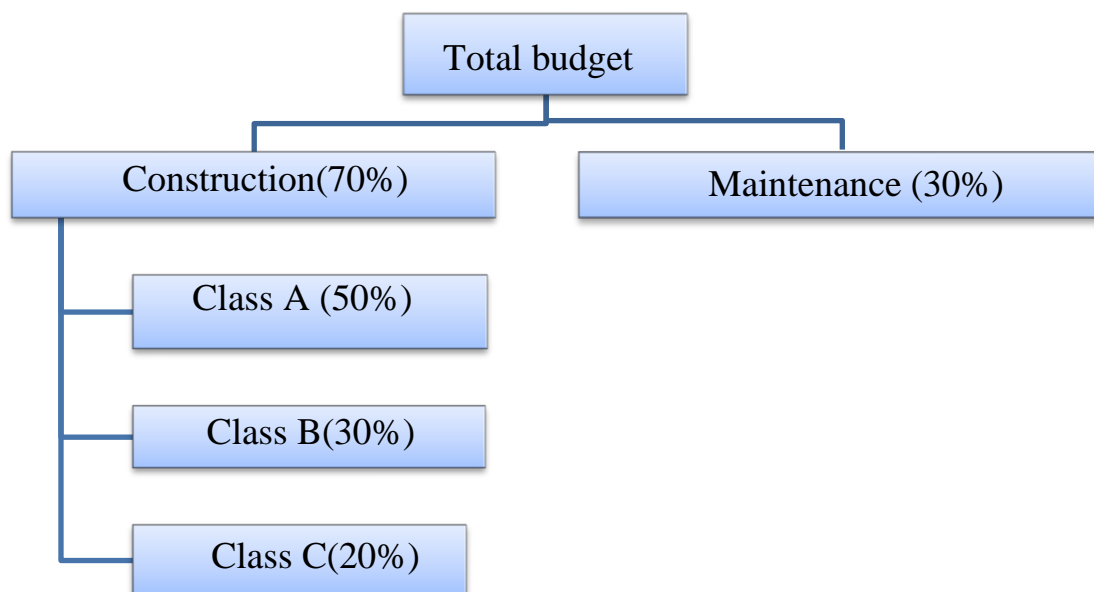 Total budget
Construction(70%)
Maintenance (30%)
Class A (50%)
Class B(30%)
Class C(20%)